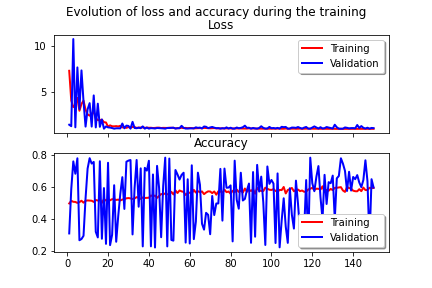 Evolution of loss and accuracy during the training
Loss
10
5
Training
Validation
Accuracy
0.8
0.6
0.4
0.2
Training
Validation
0 20 40 60 80 100 120 140